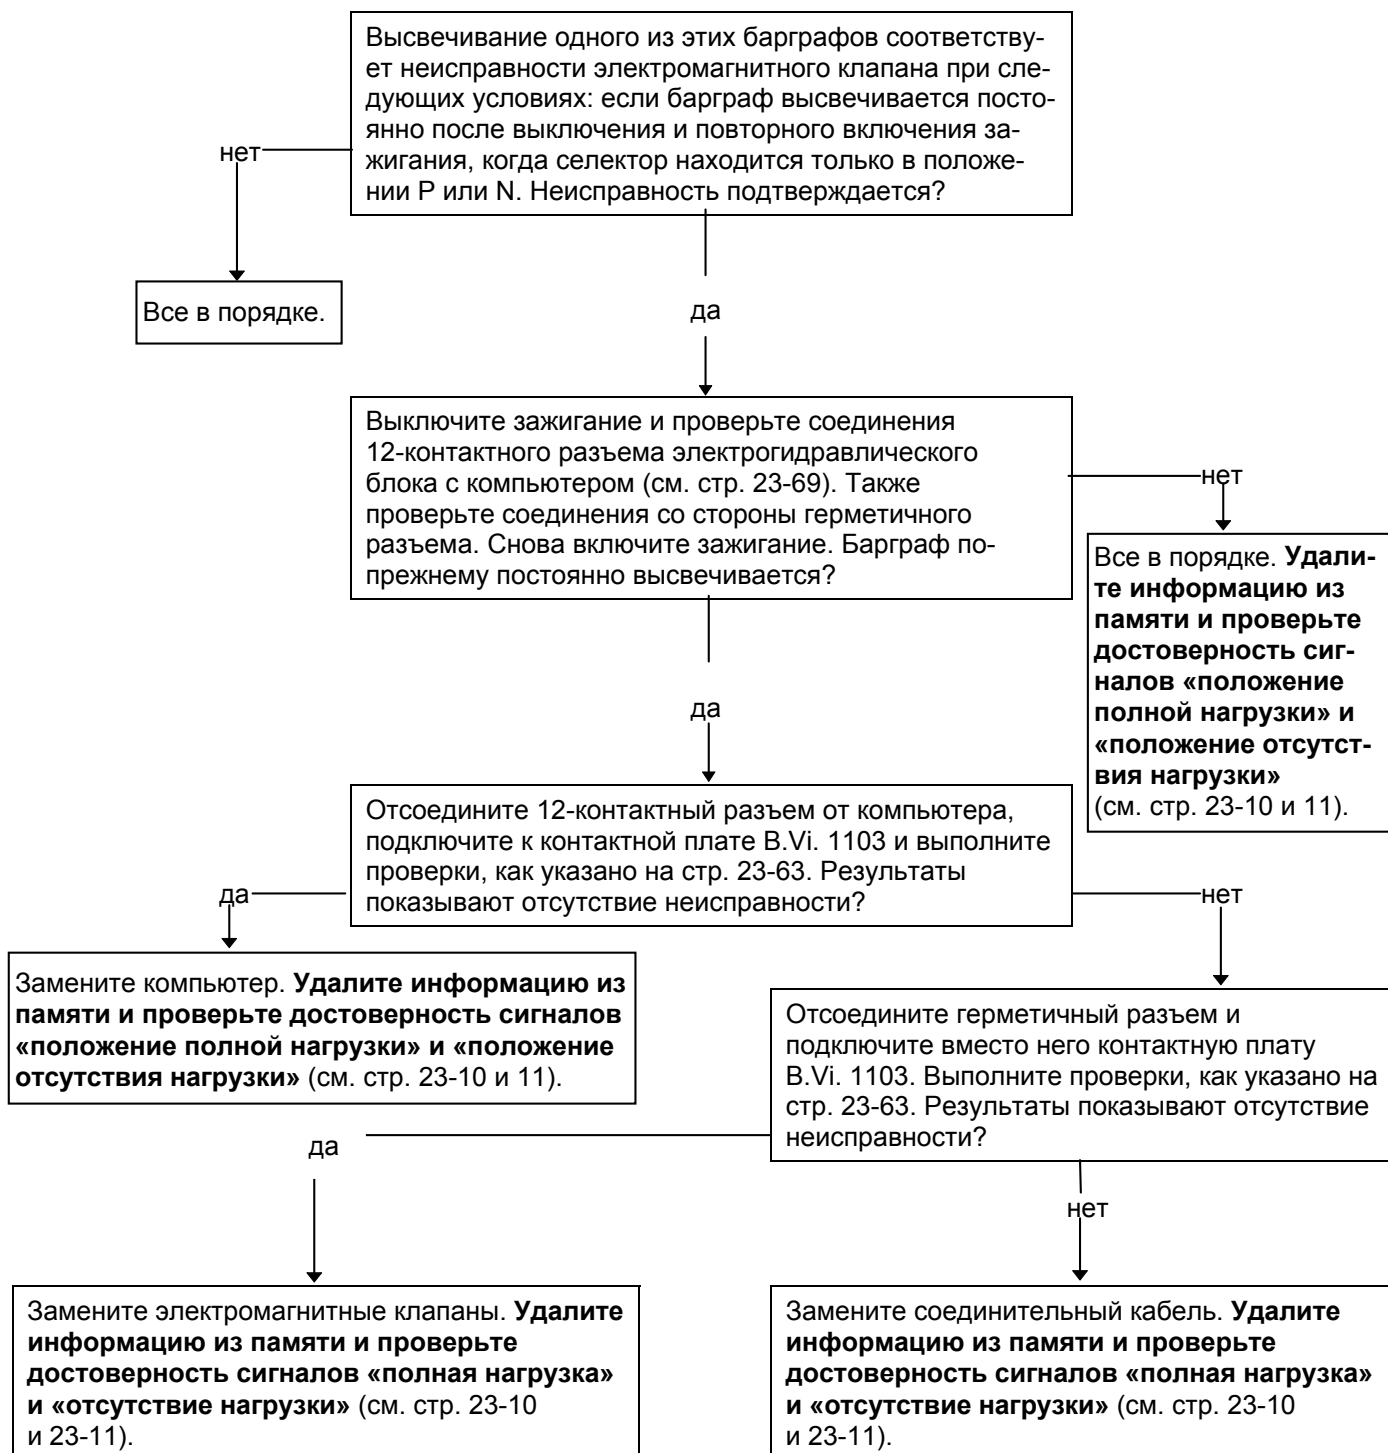 Высвечивание одного из этих барграфов соответству-
ет неисправности электромагнитного клапана при сле-
дующих условиях: если барграф высвечивается посто-
янно после выключения и повторного включения за-
жигания, когда селектор находится только в положе-
нии P или N. Неисправность подтверждается?
нет
Все в порядке.
да
Выключите зажигание и проверьте соединения
12-контактного разъема электрогидравлического
блока с компьютером (см. стр. 23-69). Также
проверьте соединения со стороны герметичного
разъема. Снова включите зажигание. Барграф по-
прежнему постоянно высвечивается?
нет
Все в порядке. Удали-
те информацию из
памяти и проверьте
достоверность сиг-
налов «положение
полной нагрузки» и
«положение отсутст-
вия нагрузки»
(см. стр. 23-10 и 11).
да
Отсоедините 12-контактный разъем от компьютера,
подключите к контактной плате B.Vi. 1103 и выполните
проверки, как указано на стр. 23-63. Результаты
показывают отсутствие неисправности?
да
нет
Замените компьютер. Удалите информацию из
памяти и проверьте достоверность сигналов
«положение полной нагрузки» и «положение
отсутствия нагрузки» (см. стр. 23-10 и 11).
Отсоедините герметичный разъем и
подключите вместо него контактную плату
B.Vi. 1103. Выполните проверки, как указано на
стр. 23-63. Результаты показывают отсутствие
неисправности?
да
нет
Замените электромагнитные клапаны. Удалите
информацию из памяти и проверьте
достоверность сигналов «полная нагрузка»
и «отсутствие нагрузки» (см. стр. 23-10
и 23-11).
Замените соединительный кабель. Удалите
информацию из памяти и проверьте
достоверность сигналов «полная нагрузка»
и «отсутствие нагрузки» (см. стр. 23-10
и 23-11).